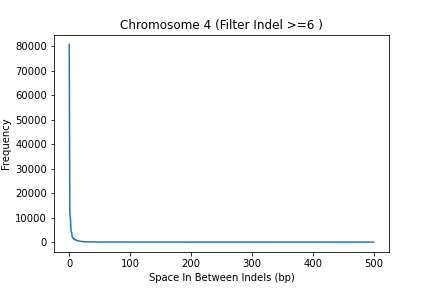 Chromosome 4 (Filter Indel >=6 )
80000
70000
60000
50000
40000
30000
20000
10000
0
Frequency
0 100 200 300 400 500
Space In Between Indels (bp)